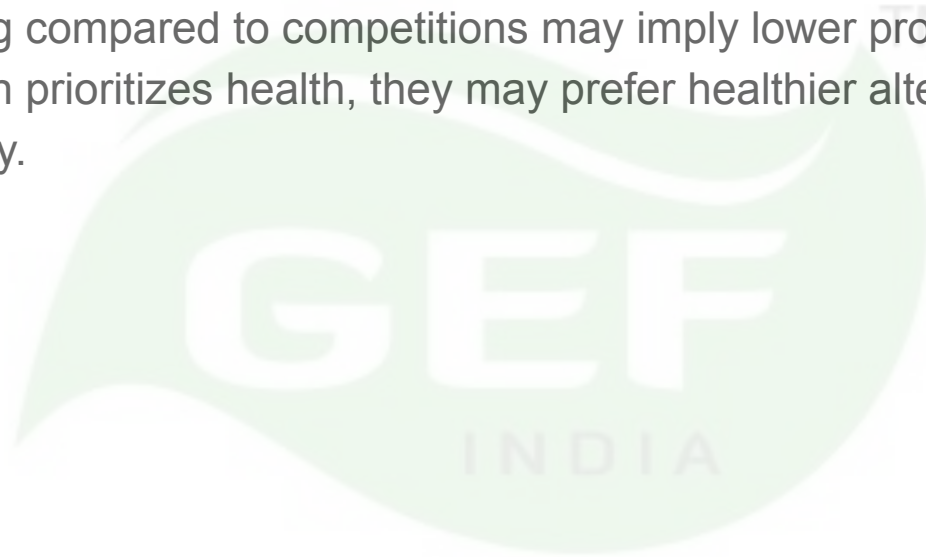 g compared to competitions may imply lower pro
n prioritizes health, they may prefer healthier alte
y.
GEF
INDIA